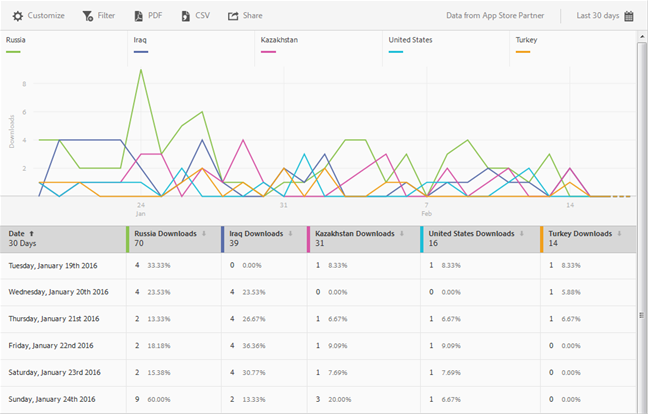 Customize Filter PDF CSV Share Data from App Store Partner Last 30 days
Russia Iraq Kazakhstan United States Turkey
Downloads
8
6
4
2
24 31 7 14
Jan Feb
Date Russia Downloads Iraq Downloads Kazakhstan Downloads United States Downloads Turkey Downloads
30 Days 70 39 31 16 14
Tuesday, January 19th 2016 4 33.33% 0 0.00% 1 8.33% 1 8.33% 1 8.33%
Wednesday, January 20th 2016 4 23.53% 4 23.53% 0 0.00% 0 0.00% 1 5.88%
Thursday, January 21st 2016 2 13.33% 4 26.67% 1 6.67% 1 6.67% 1 6.67%
Friday, January 22nd 2016 2 18.18% 4 36.36% 1 9.09% 1 9.09% 0 0.00%
Saturday, January 23rd 2016 2 15.38% 4 30.77% 1 7.69% 1 7.69% 0 0.00%
Sunday, January 24th 2016 9 60.00% 2 13.33% 3 20.00% 1 6.67% 0 0.00%